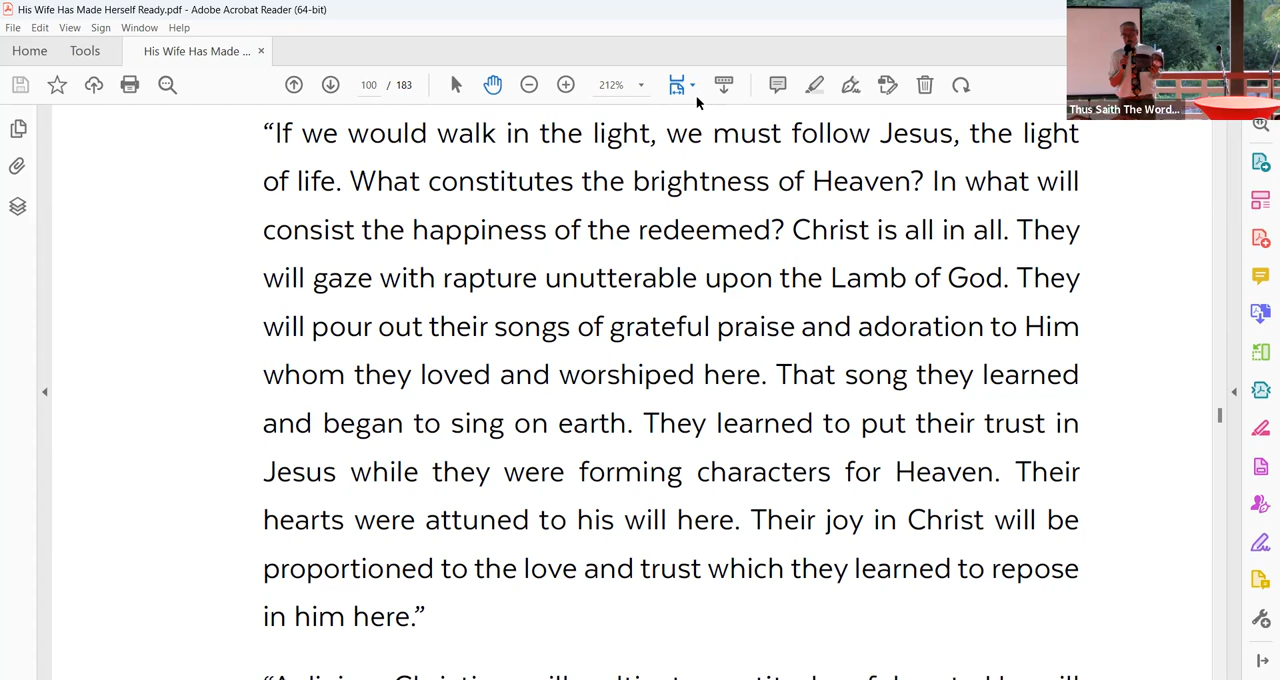 His Wife Has Made Herself Ready.pdf - Adobe Acrobat Reader (64-bit)
File Edit View Sign Window Help
Home Tools His Wife Has Made ... ×
100 / 183 212%
Thus Saith The Word...
“If we would walk in the light, we must follow Jesus, the light
of life. What constitutes the brightness of Heaven? In what will
consist the happiness of the redeemed? Christ is all in all. They
will gaze with rapture unutterable upon the Lamb of God. They
will pour out their songs of grateful praise and adoration to Him
whom they loved and worshiped here. That song they learned
and began to sing on earth. They learned to put their trust in
Jesus while they were forming characters for Heaven. Their
hearts were attuned to his will here. Their joy in Christ will be
proportioned to the love and trust which they learned to repose
in him here.”